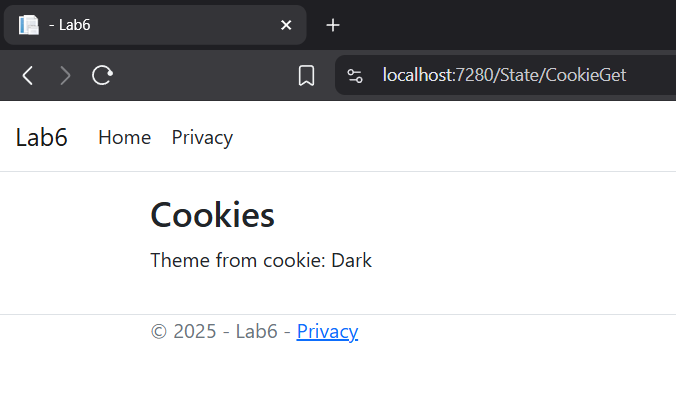 - Lab6
localhost:7280/State/CookieGet
Lab6 Home Privacy
Cookies
Theme from cookie: Dark
© 2025 - Lab6 - Privacy